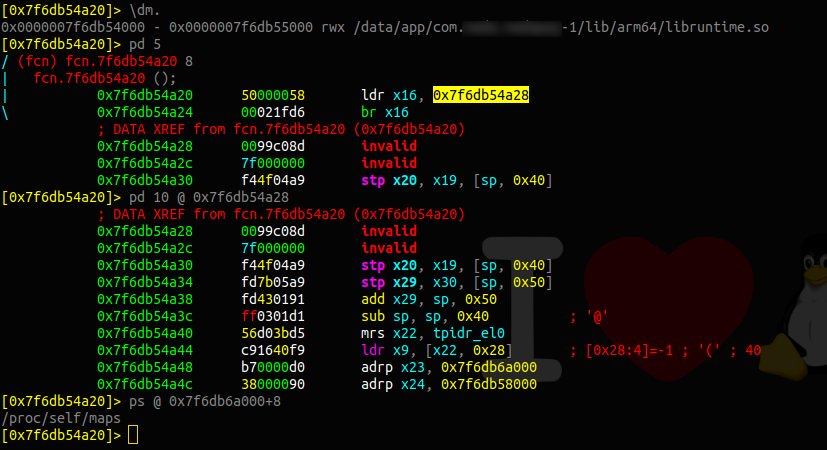 [0x7f6db54a20]> \dm.
0x0000007f6db54000 - 0x0000007f6db55000 rwx /data/app/com. -1/lib/arm64/libruntime.so
[0x7f6db54a20]> pd 5
/ (fcn) fcn.7f6db54a20 8
|   fcn.7f6db54a20 ();
|           0x7f6db54a20      50000058       ldr x16, 0x7f6db54a28
\           0x7f6db54a24      00021fd6       br x16
            ; DATA XREF from fcn.7f6db54a20 (0x7f6db54a20)
            0x7f6db54a28      0099c08d       invalid
            0x7f6db54a2c      7f000000       invalid
            0x7f6db54a30      f44f04a9       stp x20, x19, [sp, 0x40]
[0x7f6db54a20]> pd 10 @ 0x7f6db54a28
            ; DATA XREF from fcn.7f6db54a20 (0x7f6db54a20)
            0x7f6db54a28      0099c08d       invalid
            0x7f6db54a2c      7f000000       invalid
            0x7f6db54a30      f44f04a9       stp x20, x19, [sp, 0x40]
            0x7f6db54a34      fd7b05a9       stp x29, x30, [sp, 0x50]
            0x7f6db54a38      fd430191       add x29, sp, 0x50
            0x7f6db54a3c      ff0301d1       sub sp, sp, 0x40          ; '@'
            0x7f6db54a40      56d03bd5       mrs x22, tpidr_el0
            0x7f6db54a44      c91640f9       ldr x9, [x22, 0x28]       ; [0x28:4]=-1 ; '(' ; 40
            0x7f6db54a48      b70000d0       adrp x23, 0x7f6db6a000
            0x7f6db54a4c      38000090       adrp x24, 0x7f6db58000
[0x7f6db54a20]> ps @ 0x7f6db6a000+8
/proc/self/maps
[0x7f6db54a20]>
I